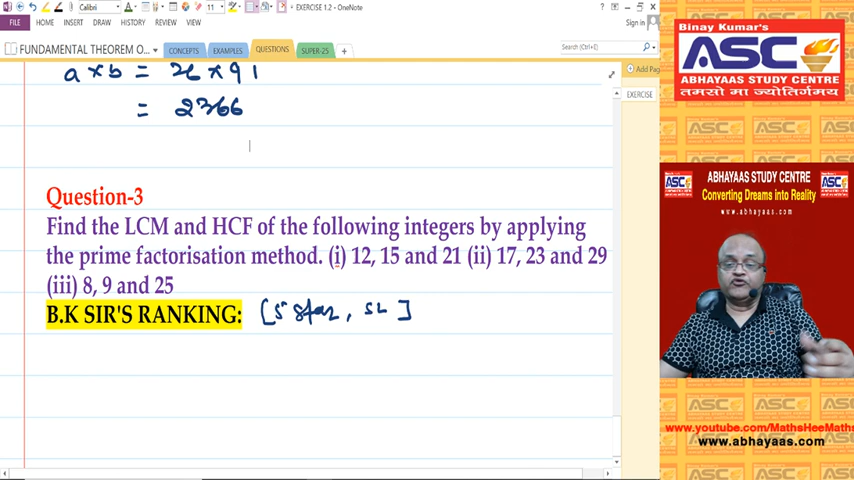 EXERCISE 1.2 - OneNote
Calibri
11
FILE HOME INSERT DRAW HISTORY REVIEW VIEW
Sign in
FUNDAMENTAL THEOREM O... CONCEPTS EXAMPLES QUESTIONS SUPER-25 +
Search (Ctrl+E)
Add Page
EXERCISE
a × b = 26 × 91
= 2366
Question-3
Find the LCM and HCF of the following integers by applying
the prime factorisation method. (i) 12, 15 and 21 (ii) 17, 23 and 29
(iii) 8, 9 and 25
B.K SIR'S RANKING: [5 star, SL]
Binay Kumar's
ASC
ABHAYAAS STUDY CENTRE
तमसो मा ज्योतिर्गमय
ABHYAAS STUDY CENTRE
Converting Dreams into Reality
www.abhyaas.com
www.youtube.com/MathsHeeMaths
www.abhayaas.com